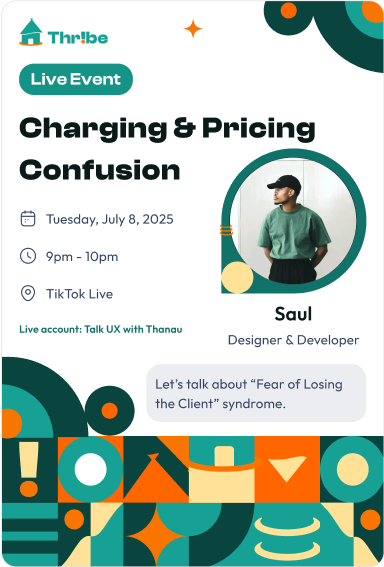 Thr!be
Live Event
Charging & Pricing
Confusion
Tuesday, July 8, 2025
9pm - 10pm
TikTok Live
Live account: Talk UX with Thanau
Saul
Designer & Developer
Let's talk about “Fear of Losing
the Client” syndrome.